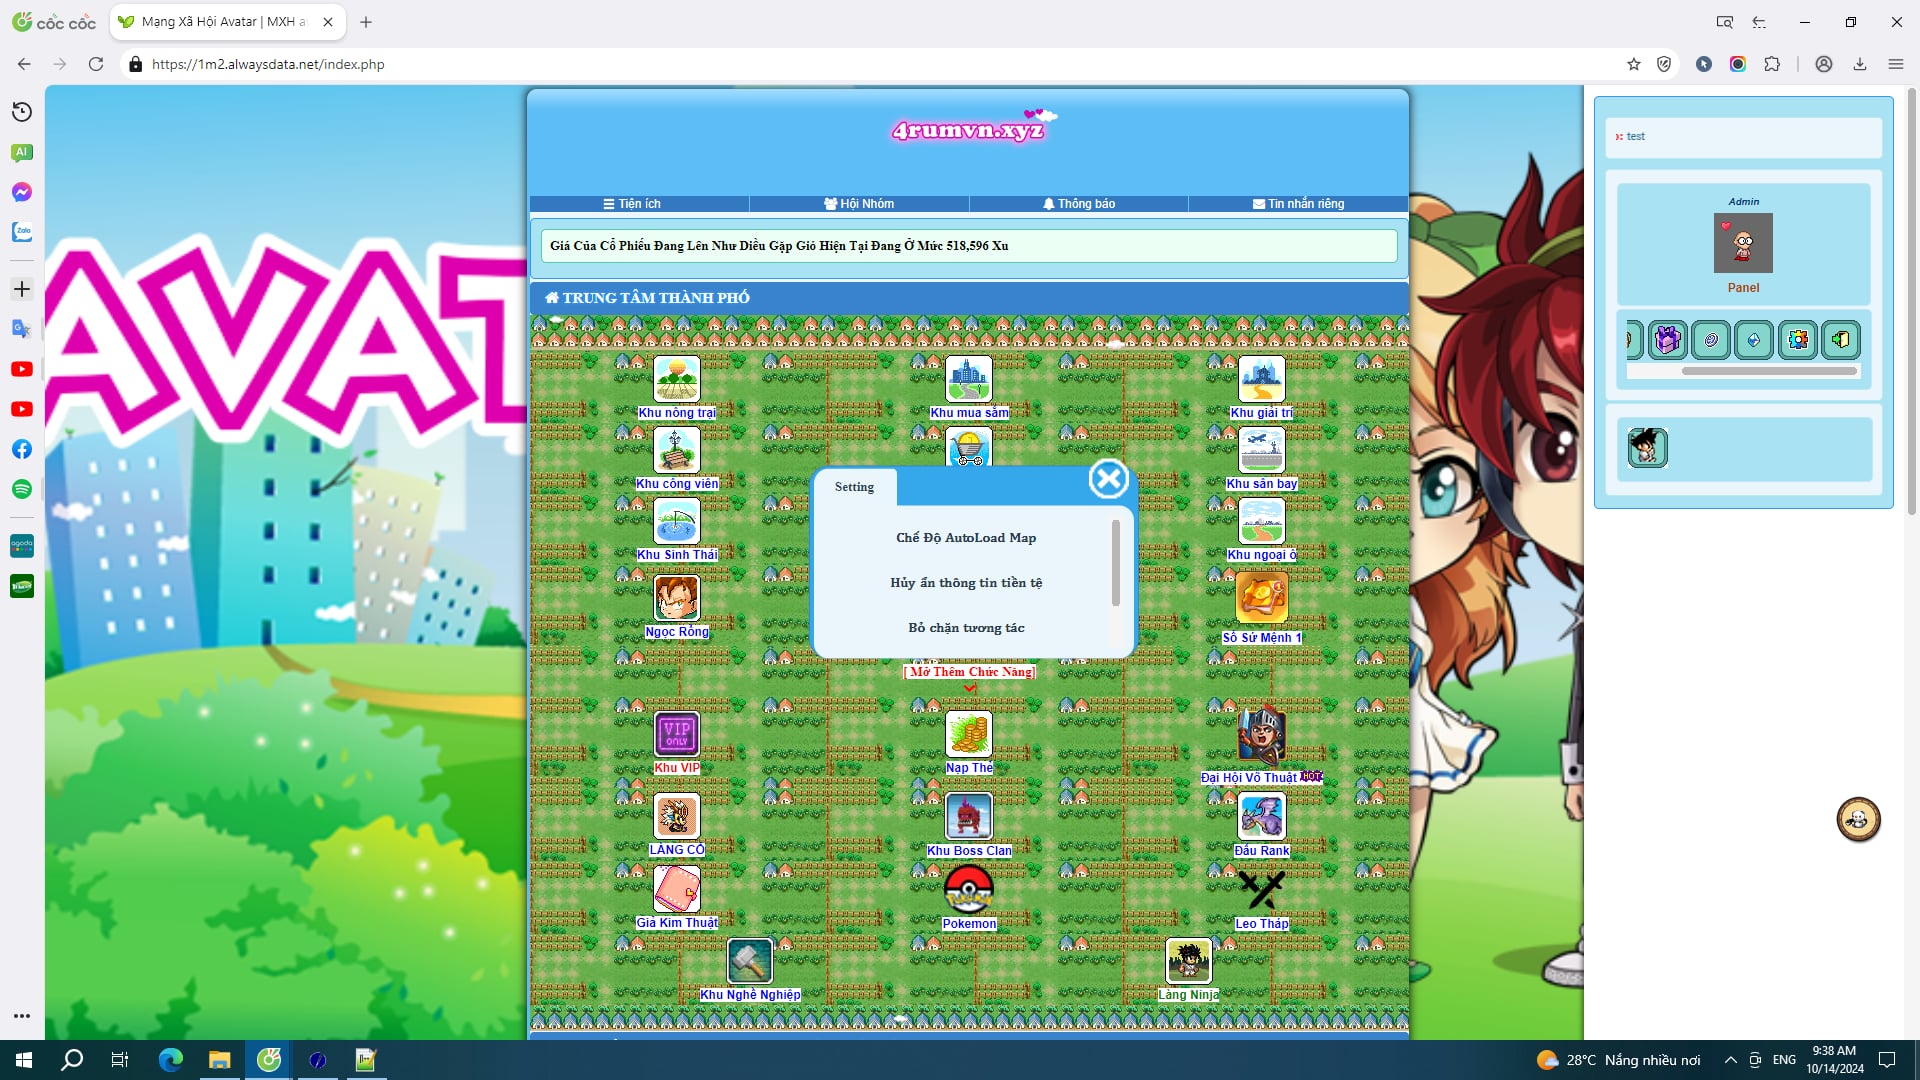 cốc cốc
Mạng Xã Hội Avatar | MXH a
https://1m2.alwaysdata.net/index.php
AI
Zalo
agoda
4rumvn.xyz
Tiện ích
Hội Nhóm
Thông báo
Tin nhắn riêng
Giá Của Cổ Phiếu Đang Lên Như Diều Gặp Gió Hiện Tại Đang Ở Mức 518,596 Xu
TRUNG TÂM THÀNH PHỐ
Khu nông trại
Khu mua sắm
Khu giải trí
Khu công viên
Khu sân bay
Khu Sinh Thái
Khu ngoại ô
Ngọc Rồng
Sổ Sứ Mệnh 1
Setting
Chế Độ AutoLoad Map
Hủy ẩn thông tin tiền tệ
Bỏ chặn tương tác
[ Mở Thêm Chức Năng]
VIP
ONLY
Khu VIP
Nạp Thẻ
Đại Hội Võ Thuật HOT
LÀNG CỔ
Khu Boss Clan
Đấu Rank
Giả Kim Thuật
Pokemon
Leo Tháp
Khu Nghề Nghiệp
Làng Ninja
AVAT
test
Admin
Panel
28°C Nắng nhiều nơi
ENG
9:38 AM
10/14/2024